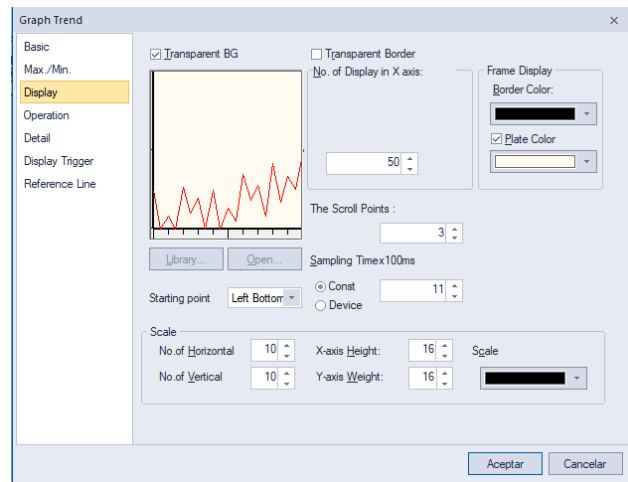 Graph Trend
Basic
Max./Min.
Display
Operation
Detail
Display Trigger
Reference Line
Transparent BG
Transparent Border
No. of Display in X axis:
50
Frame Display
Border Color:
Plate Color
The Scroll Points :
3
Library...
Open...
Sampling Timex100ms
Const
11
Device
Starting point
Left Bottom
Scale
No.of Horizontal 10 X-axis Height: 16 Scale
No.of Vertical 10 Y-axis Weight: 16
Aceptar
Cancelar